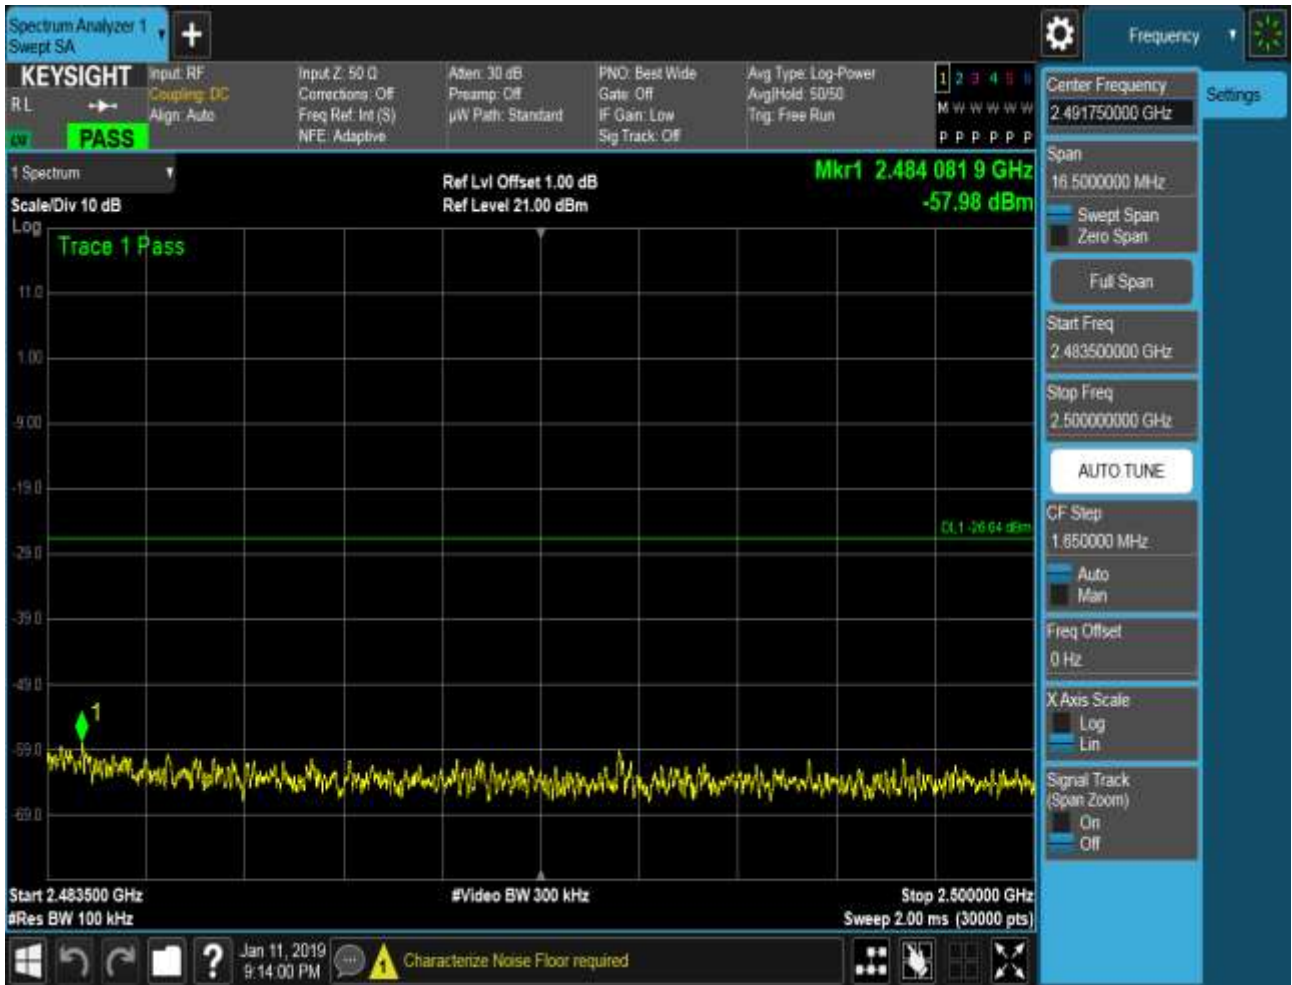 Spectrum Analyzer 1
Swept SA
+
Frequency
KEYSIGHT
RL
PASS
Input: RF
Coupling: DC
Align: Auto
Input Z: 50 Ω
Corrections: Off
Freq Ref: Int (S)
NFE: Adaptive
Atten: 30 dB
Preamp: Off
µW Path: Standard
PNO: Best Wide
Gate: Off
IF Gain: Low
Sig Track: Off
Avg Type: Log-Power
Avg|Hold: 50/50
Trig: Free Run
1 2 3 4 5 6
M W W W W W
P P P P P P
1 Spectrum
Scale/Div 10 dB
Ref Lvl Offset 1.00 dB
Ref Level 21.00 dBm
Mkr1 2.484 081 9 GHz
-57.98 dBm
Log
Trace 1 Pass
11.0
1.00
-9.00
-19.0
DL1 -26.64 dBm
-29.0
-39.0
-49.0
1
-59.0
-69.0
Start 2.483500 GHz
#Res BW 100 kHz
#Video BW 300 kHz
Stop 2.500000 GHz
Sweep 2.00 ms (30000 pts)
Center Frequency
2.491750000 GHz
Settings
Span
16.5000000 MHz
Swept Span
Zero Span
Full Span
Start Freq
2.483500000 GHz
Stop Freq
2.500000000 GHz
AUTO TUNE
CF Step
1.650000 MHz
Auto
Man
Freq Offset
0 Hz
X Axis Scale
Log
Lin
Signal Track
(Span Zoom)
On
Off
?
Jan 11, 2019
9:14:00 PM
1
Characterize Noise Floor required